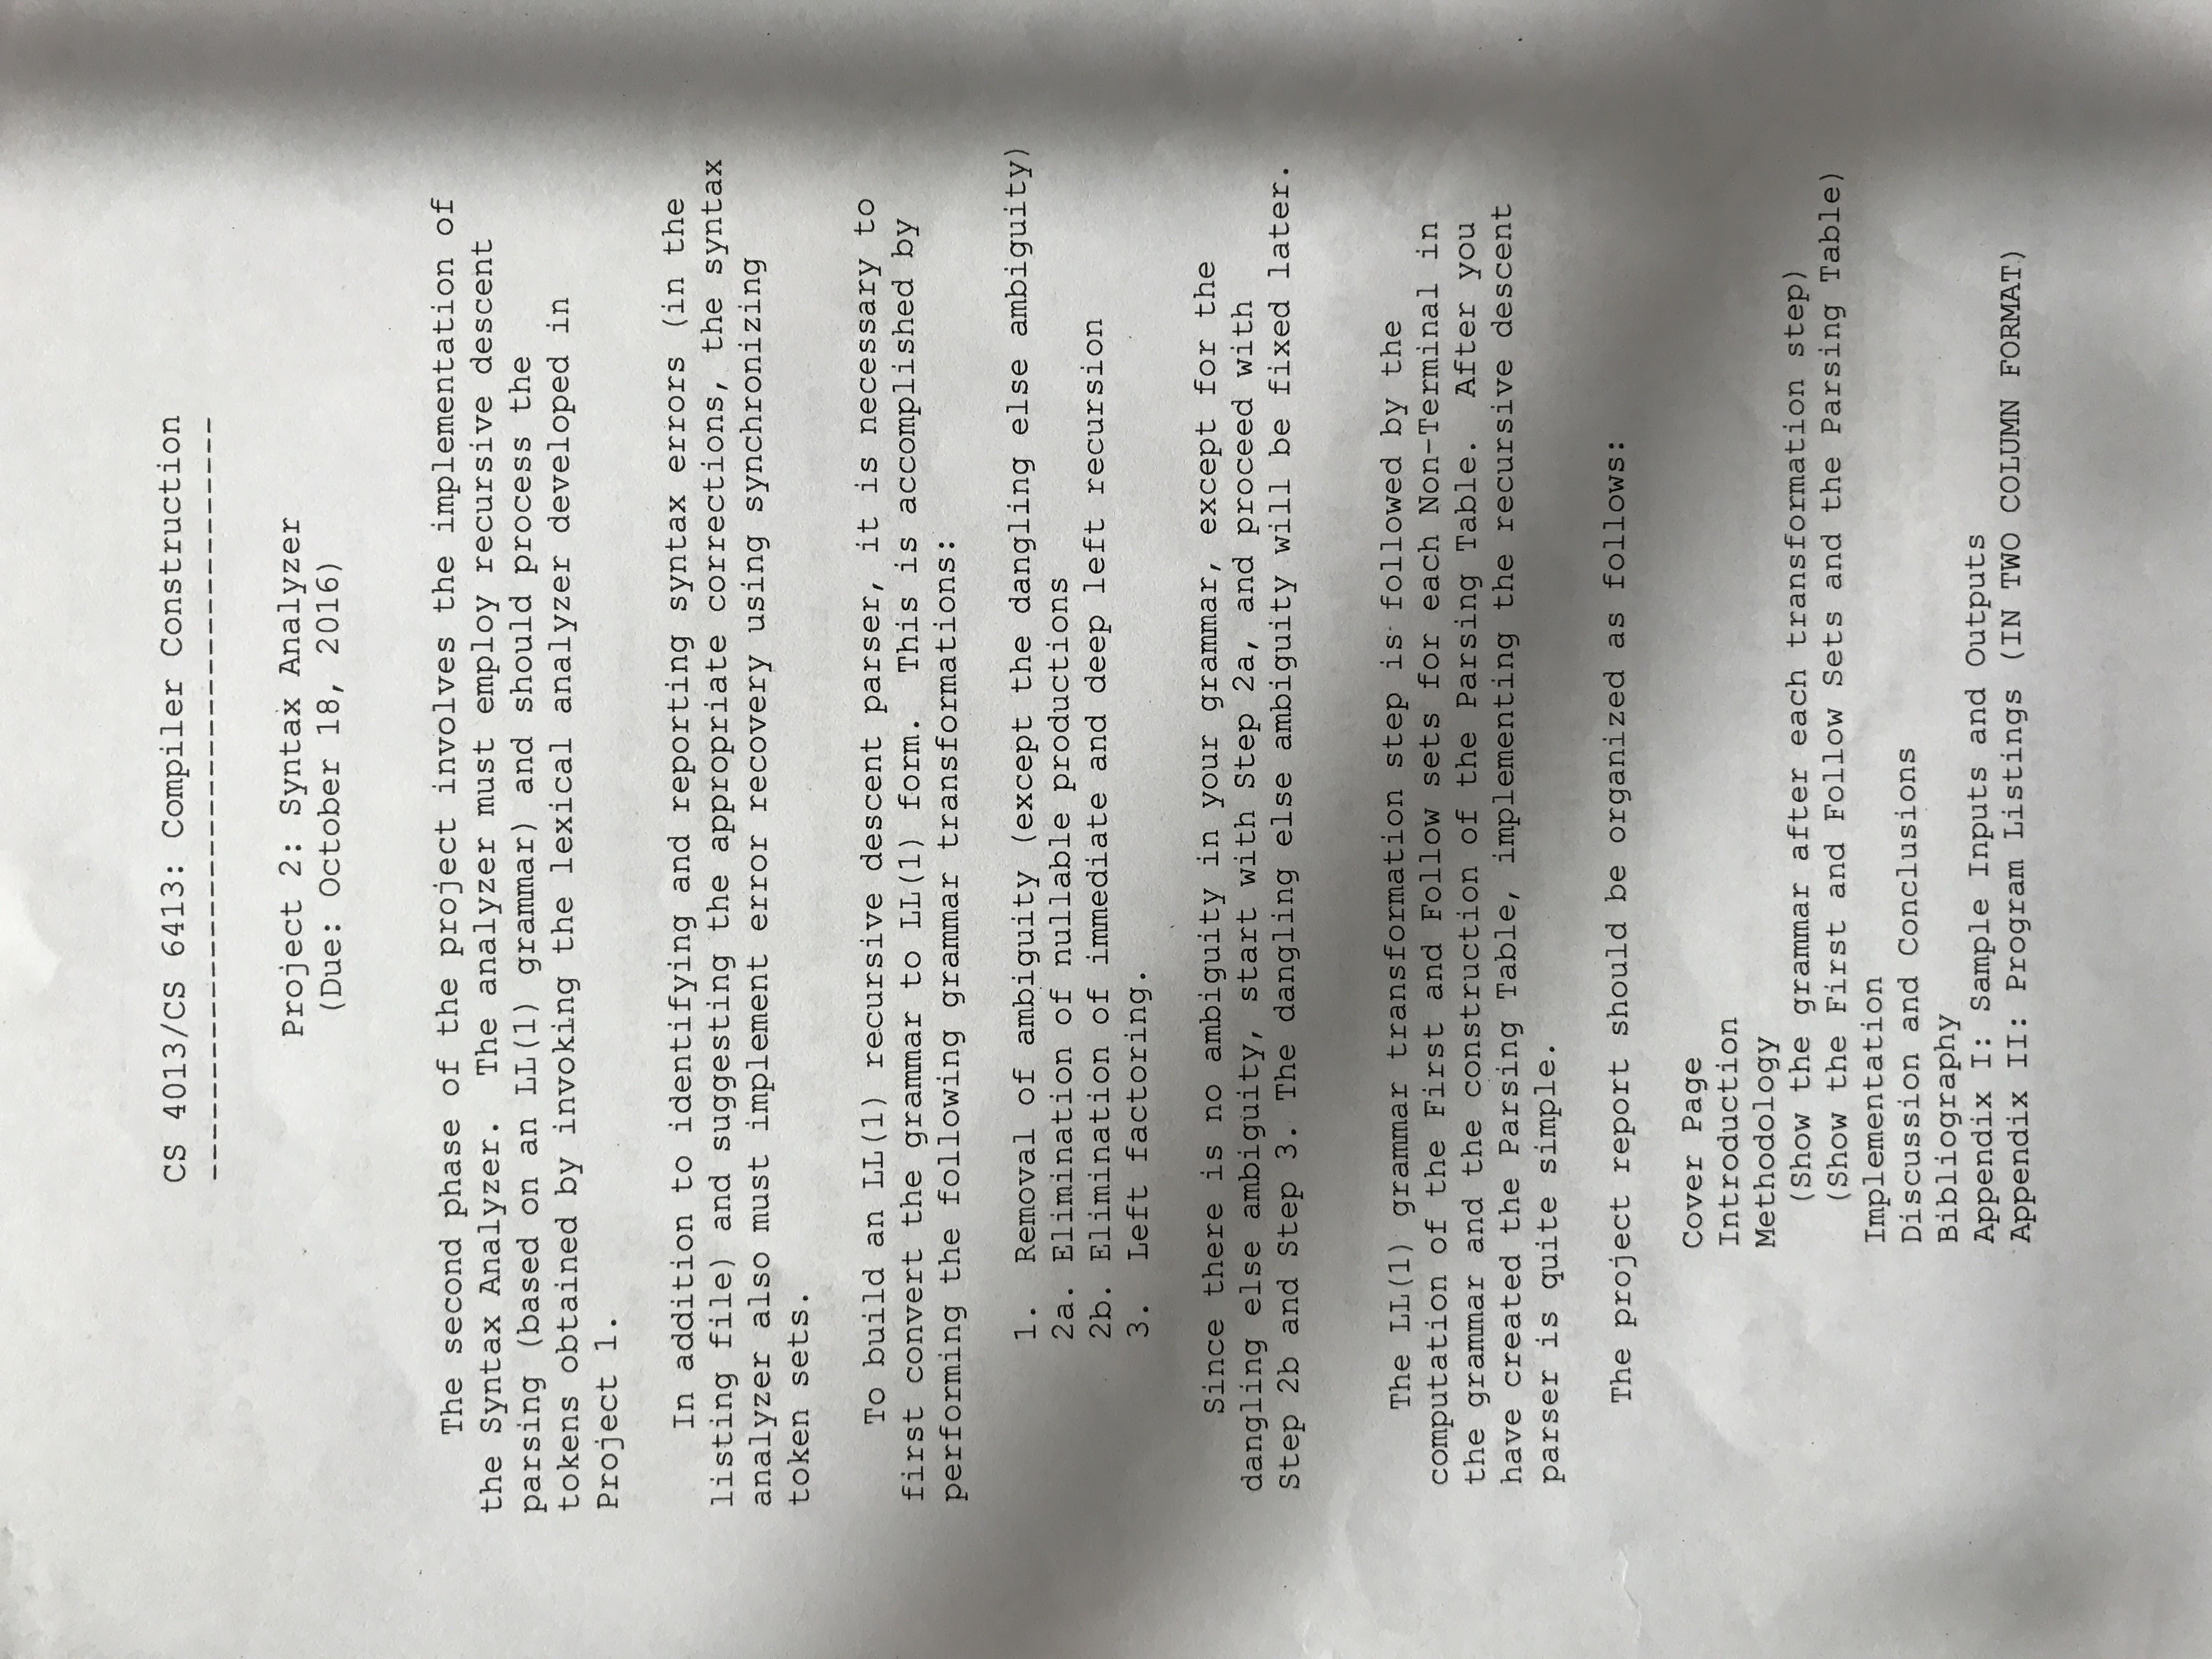 CS 4013/CS 6413: Compiler Construction
--------------------------------------
Project 2: Syntax Analyzer
(Due: October 18, 2016)
The second phase of the project involves the implementation of
the Syntax Analyzer. The analyzer must employ recursive descent
parsing (based on an LL(1) grammar) and should process the
tokens obtained by invoking the lexical analyzer developed in
Project 1.
In addition to identifying and reporting syntax errors (in the
listing file) and suggesting the appropriate corrections, the syntax
analyzer also must implement error recovery using synchronizing
token sets.
To build an LL(1) recursive descent parser, it is necessary to
first convert the grammar to LL(1) form. This is accomplished by
performing the following grammar transformations:
1. Removal of ambiguity (except the dangling else ambiguity)
2a. Elimination of nullable productions
2b. Elimination of immediate and deep left recursion
3. Left factoring.
Since there is no ambiguity in your grammar, except for the
dangling else ambiguity, start with Step 2a, and proceed with
Step 2b and Step 3. The dangling else ambiguity will be fixed later.
The LL(1) grammar transformation step is followed by the
computation of the First and Follow sets for each Non-Terminal in
the grammar and the construction of the Parsing Table. After you
have created the Parsing Table, implementing the recursive descent
parser is quite simple.
The project report should be organized as follows:
Cover Page
Introduction
Methodology
(Show the grammar after each transformation step)
(Show the First and Follow Sets and the Parsing Table)
Implementation
Discussion and Conclusions
Bibliography
Appendix I: Sample Inputs and Outputs
Appendix II: Program Listings (IN TWO COLUMN FORMAT)